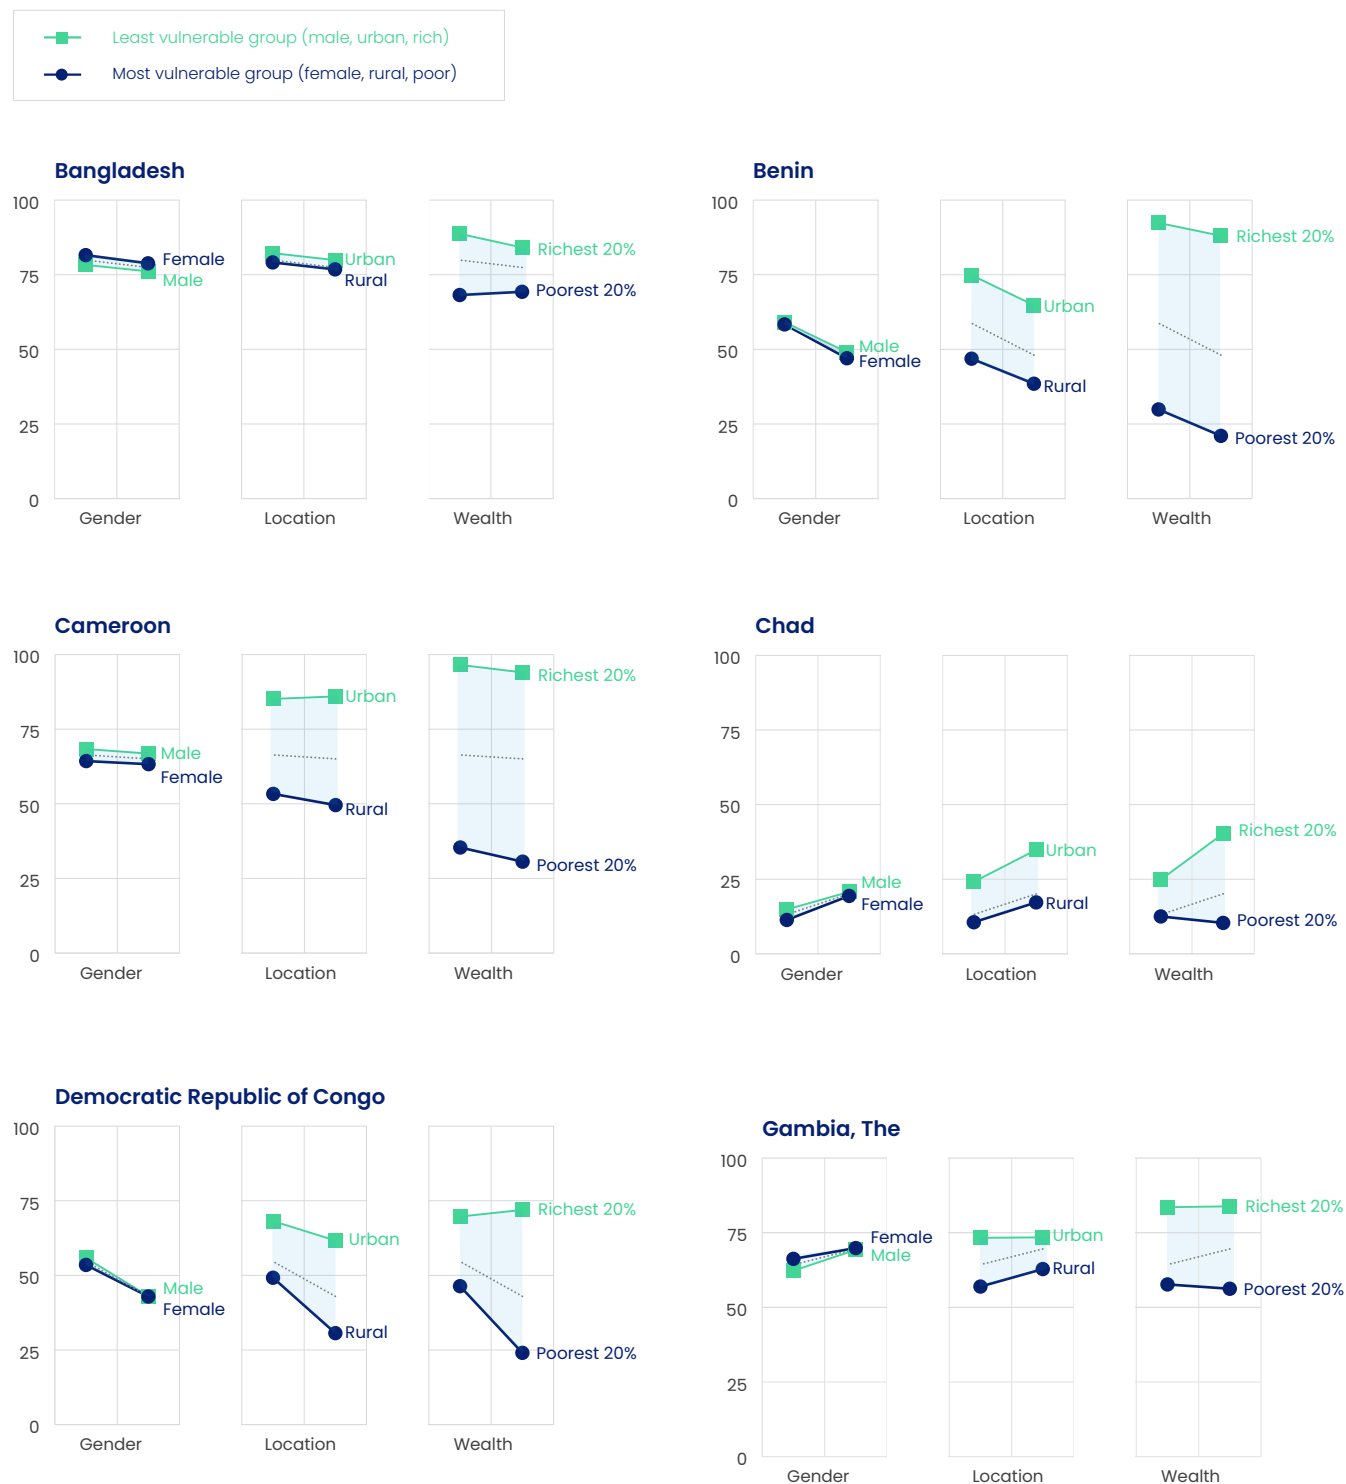 Least vulnerable group (male, urban, rich)
Most vulnerable group (female, rural, poor)
Bangladesh
100
75
50
25
0
Female
Male
Gender
Urban
Rural
Location
Richest 20%
Poorest 20%
Wealth
Benin
100
75
50
25
0
Male
Female
Gender
Urban
Rural
Location
Richest 20%
Poorest 20%
Wealth
Cameroon
100
75
50
25
0
Male
Female
Gender
Urban
Rural
Location
Richest 20%
Poorest 20%
Wealth
Chad
100
75
50
25
0
Male
Female
Gender
Urban
Rural
Location
Richest 20%
Poorest 20%
Wealth
Democratic Republic of Congo
100
75
50
25
0
Male
Female
Gender
Urban
Rural
Location
Richest 20%
Poorest 20%
Wealth
Gambia, The
100
75
50
25
0
Female
Male
Gender
Urban
Rural
Location
Richest 20%
Poorest 20%
Wealth